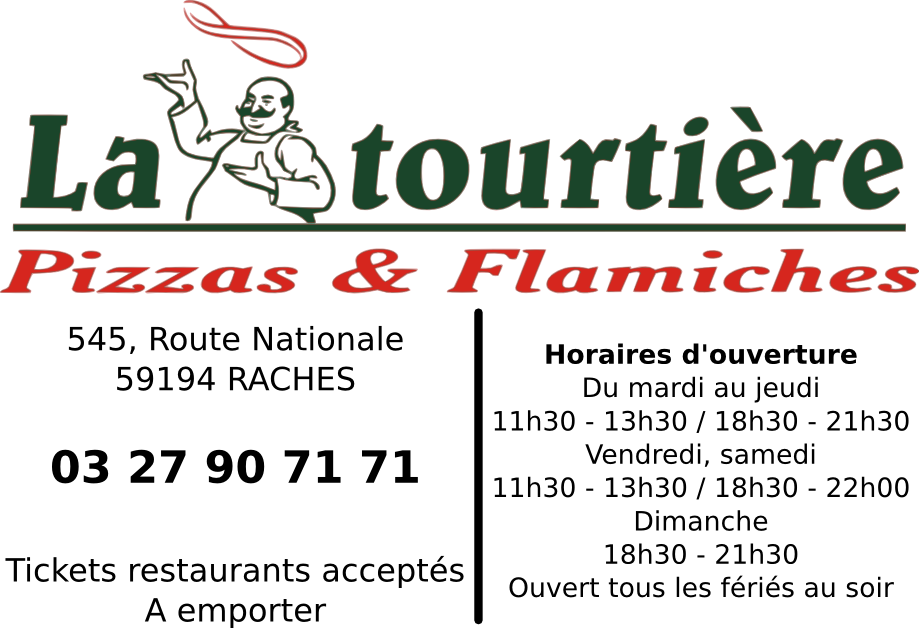 La tourtière
Pizzas & Flamiches
545, Route Nationale
59194 RACHES
03 27 90 71 71
Tickets restaurants acceptés
A emporter
Horaires d'ouverture
Du mardi au jeudi
11h30 - 13h30 / 18h30 - 21h30
Vendredi, samedi
11h30 - 13h30 / 18h30 - 22h00
Dimanche
18h30 - 21h30
Ouvert tous les fériés au soir